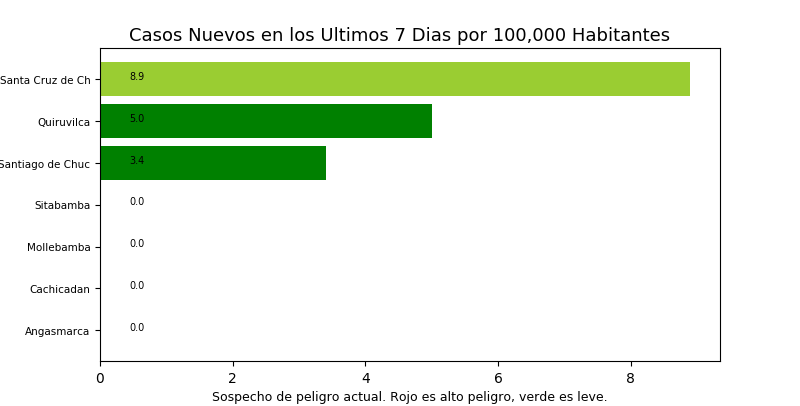 Casos Nuevos en los Ultimos 7 Dias por 100,000 Habitantes
Santa Cruz de Ch 8.9
Quiruvilca 5.0
Santiago de Chuc 3.4
Sitabamba 0.0
Mollebamba 0.0
Cachicadan 0.0
Angasmarca 0.0
0 2 4 6 8
Sospecho de peligro actual. Rojo es alto peligro, verde es leve.